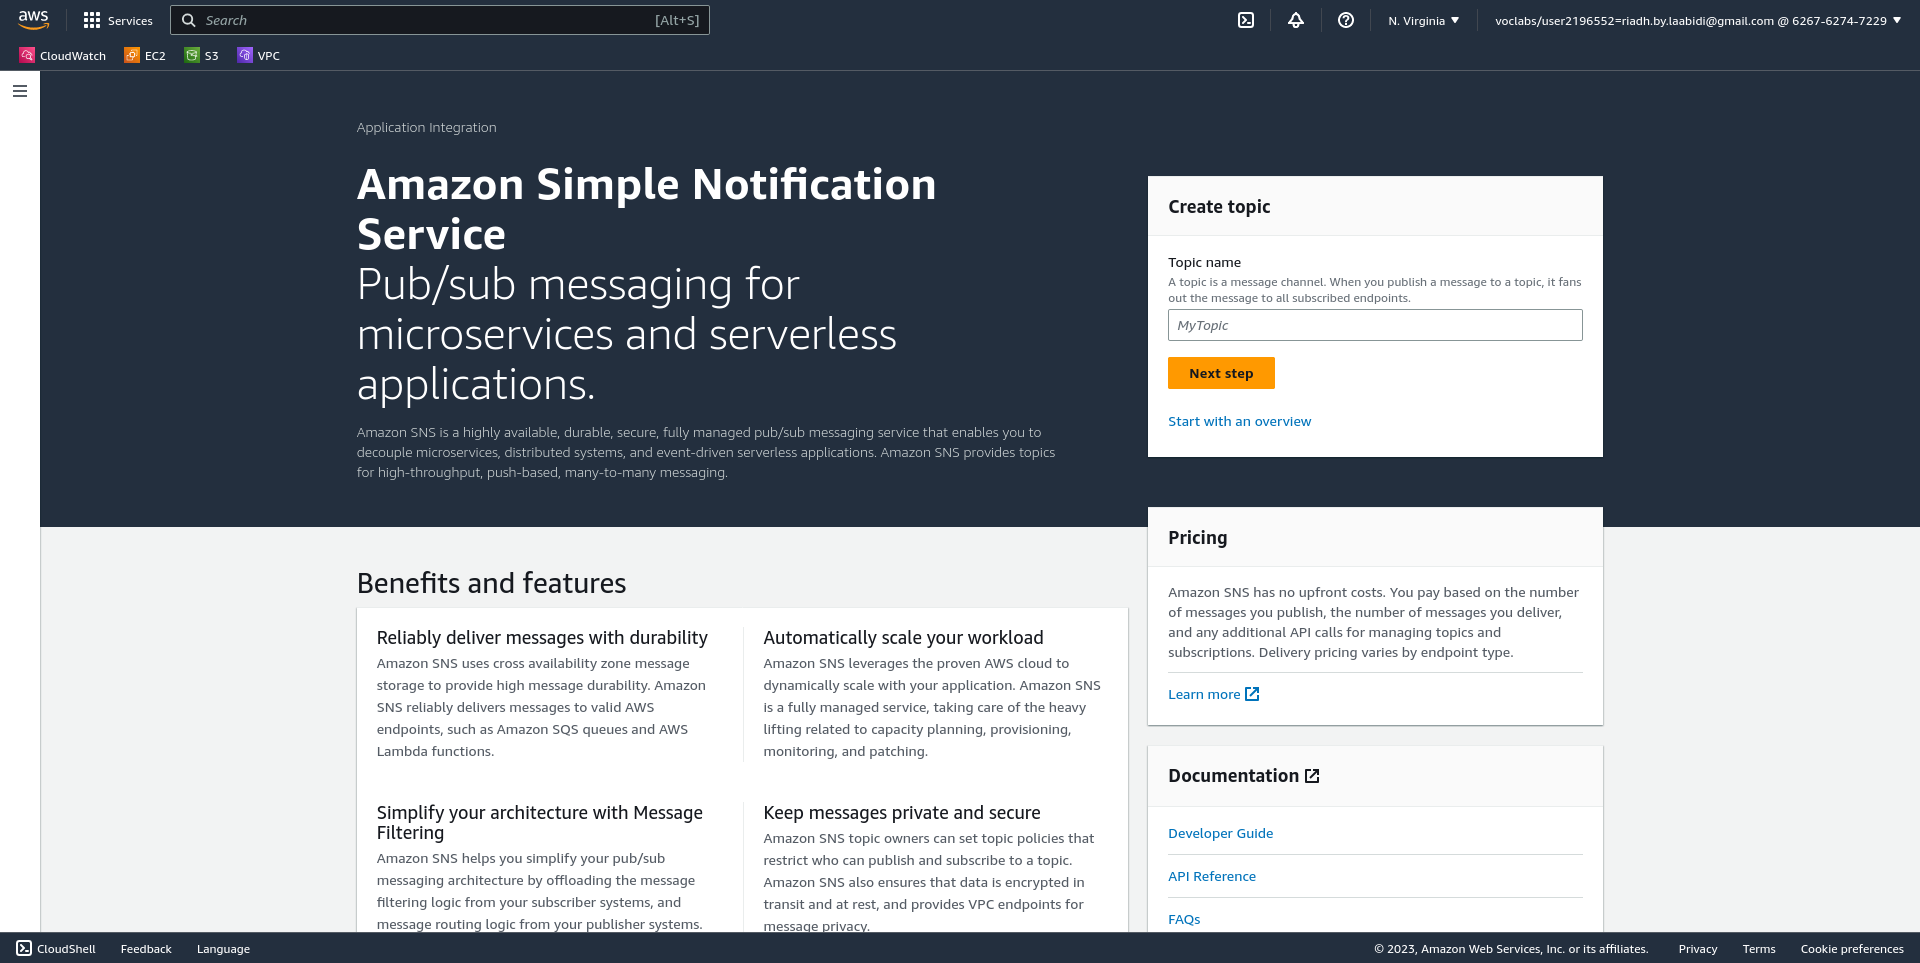 aws
Services
Search
[Alt+S]
N. Virginia
voclabs/user2196552=riadh.by.laabidi@gmail.com @ 6267-6274-7229
CloudWatch
EC2
S3
VPC
Application Integration
Amazon Simple Notification
Service
Pub/sub messaging for
microservices and serverless
applications.
Amazon SNS is a highly available, durable, secure, fully managed pub/sub messaging service that enables you to
decouple microservices, distributed systems, and event-driven serverless applications. Amazon SNS provides topics
for high-throughput, push-based, many-to-many messaging.
Create topic
Topic name
A topic is a message channel. When you publish a message to a topic, it fans
out the message to all subscribed endpoints.
MyTopic
Next step
Start with an overview
Pricing
Amazon SNS has no upfront costs. You pay based on the number
of messages you publish, the number of messages you deliver,
and any additional API calls for managing topics and
subscriptions. Delivery pricing varies by endpoint type.
Learn more
Documentation
Developer Guide
API Reference
FAQs
Benefits and features
Reliably deliver messages with durability
Amazon SNS uses cross availability zone message
storage to provide high message durability. Amazon
SNS reliably delivers messages to valid AWS
endpoints, such as Amazon SQS queues and AWS
Lambda functions.
Automatically scale your workload
Amazon SNS leverages the proven AWS cloud to
dynamically scale with your application. Amazon SNS
is a fully managed service, taking care of the heavy
lifting related to capacity planning, provisioning,
monitoring, and patching.
Simplify your architecture with Message
Filtering
Amazon SNS helps you simplify your pub/sub
messaging architecture by offloading the message
filtering logic from your subscriber systems, and
message routing logic from your publisher systems.
Keep messages private and secure
Amazon SNS topic owners can set topic policies that
restrict who can publish and subscribe to a topic.
Amazon SNS also ensures that data is encrypted in
transit and at rest, and provides VPC endpoints for
message privacy.
CloudShell
Feedback
Language
© 2023, Amazon Web Services, Inc. or its affiliates.
Privacy
Terms
Cookie preferences